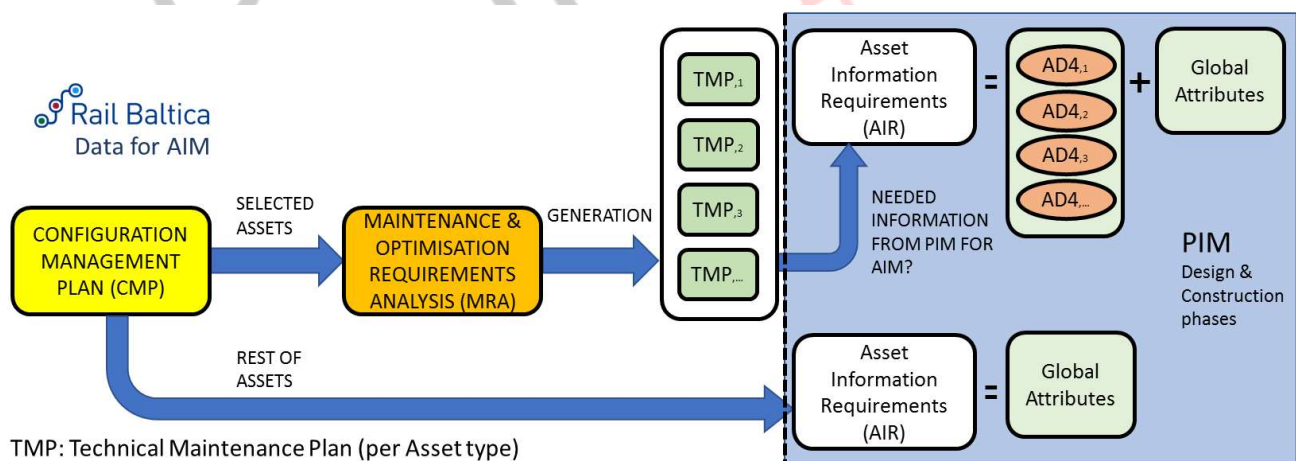 Rail Baltica
Data for AIM
CONFIGURATION
MANAGEMENT
PLAN (CMP)
SELECTED
ASSETS
MAINTENANCE &
OPTIMISATION
REQUIREMENTS
ANALYSIS (MRA)
GENERATION
TMP,1
TMP,2
TMP,3
TMP,...
NEEDED
INFORMATION
FROM PIM FOR
AIM?
Asset
Information
Requirements
(AIR)
=
AD4,1
AD4,2
AD4,3
AD4,...
+
Global
Attributes
PIM
Design &
Construction
phases
REST OF
ASSETS
Asset
Information
Requirements
(AIR)
=
Global
Attributes
TMP: Technical Maintenance Plan (per Asset type)